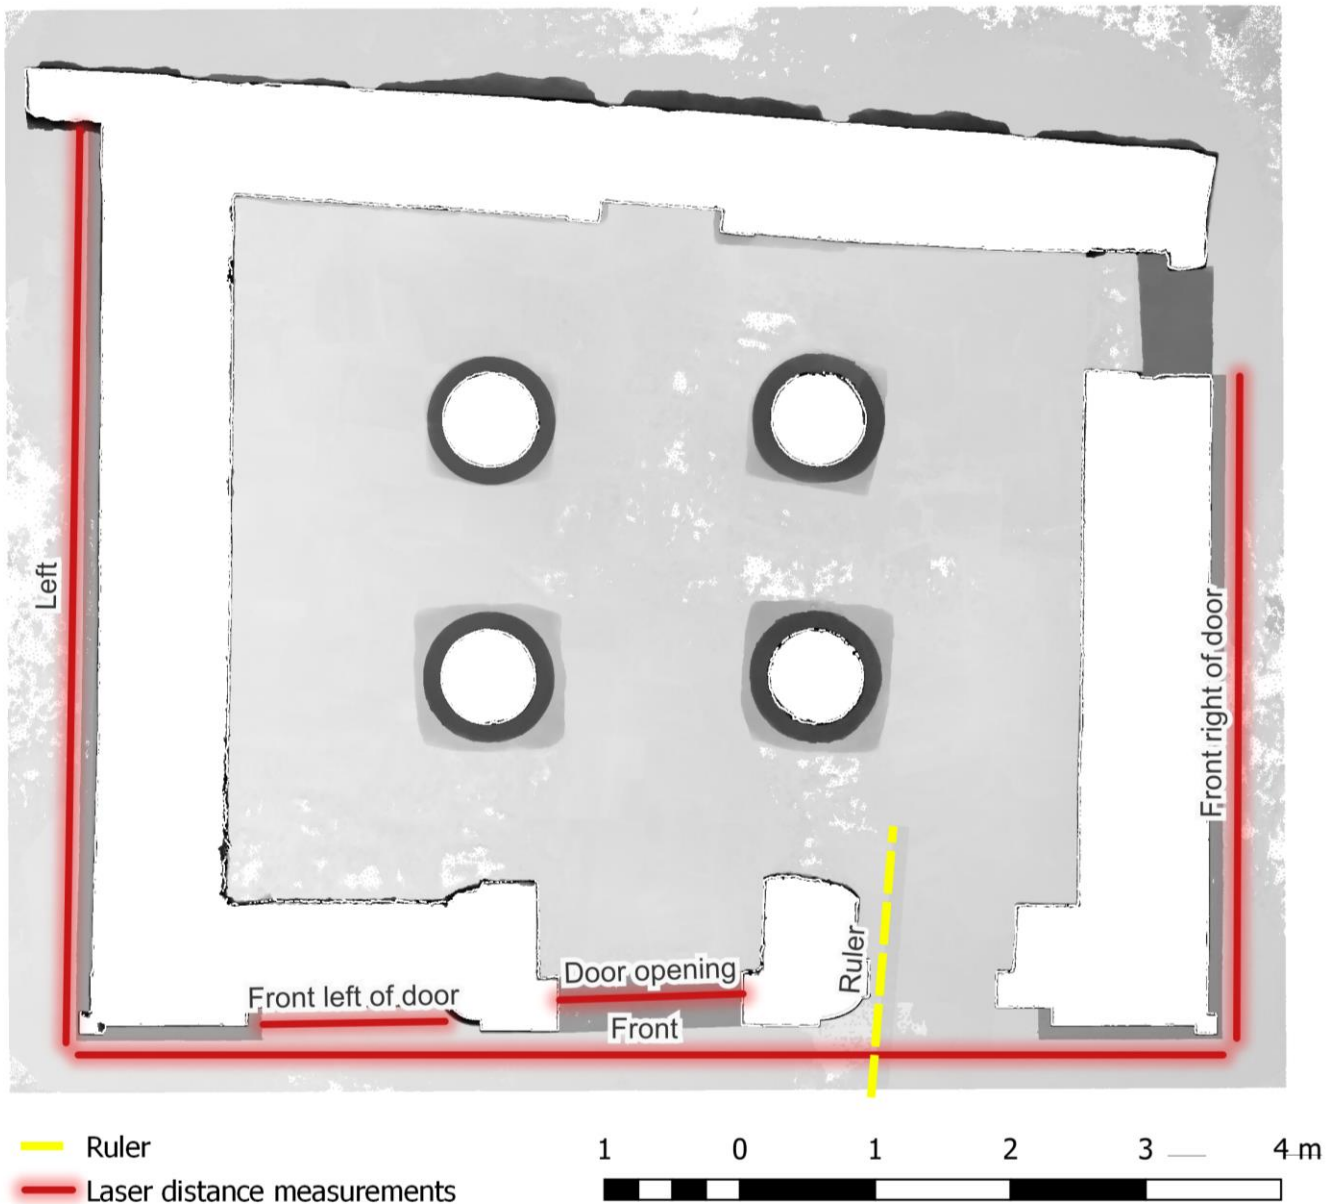 Left
Front right of door
Ruler
Door opening
Front left of door
Front
Ruler
1 0 1 2 3 4 m
Laser distance measurements